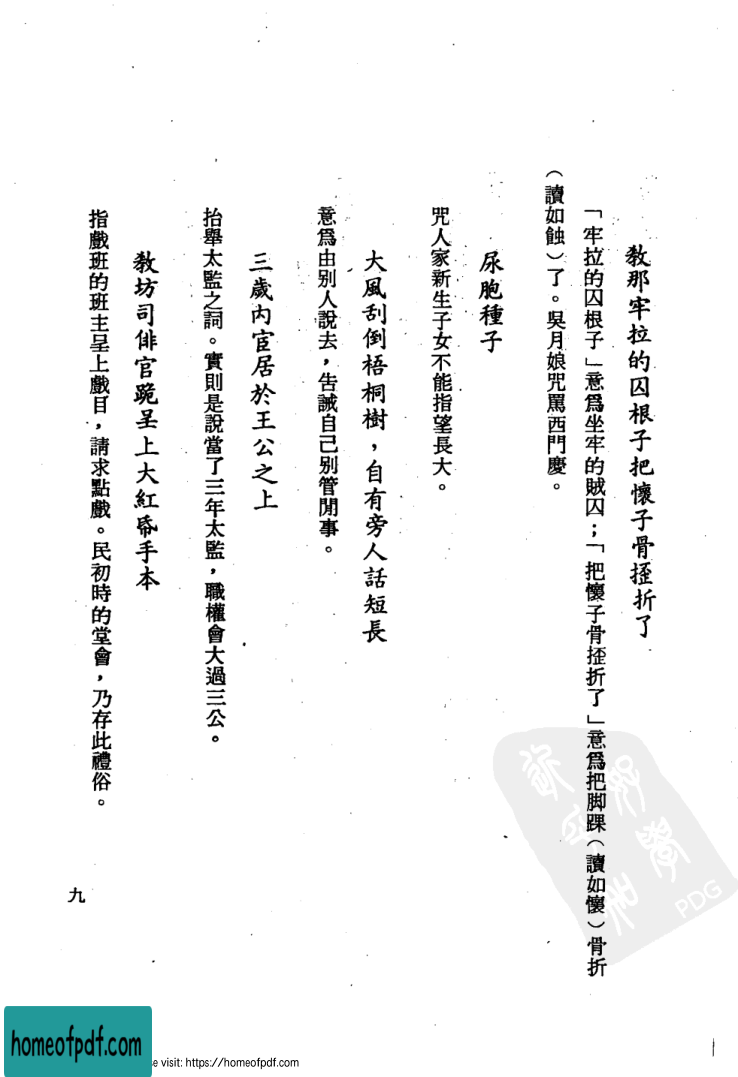 敎那牢拉的囚根子把懷子骨㧳折了
「牢拉的囚根子」意爲坐牢的賊囚；「把懷子骨㧳折了」意爲把脚踝（讀如懷）骨折
（讀如蝕）了。吳月娘咒罵西門慶。
尿胞種子
咒人家新生子女不能指望長大。
大風刮倒梧桐樹，自有旁人話短長
意爲由別人說去，告誡自己別管閒事。
三歲內宦居於王公之上
抬舉太監之詞。實則是說當了三年太監，職權會大過三公。
敎坊司俳官跪呈上大紅帋手本
指戲班的班主呈上戲目，請求點戲。民初時的堂會，乃存此禮俗。
九
PDG
homeofpdf.com
se visit: https://homeofpdf.com